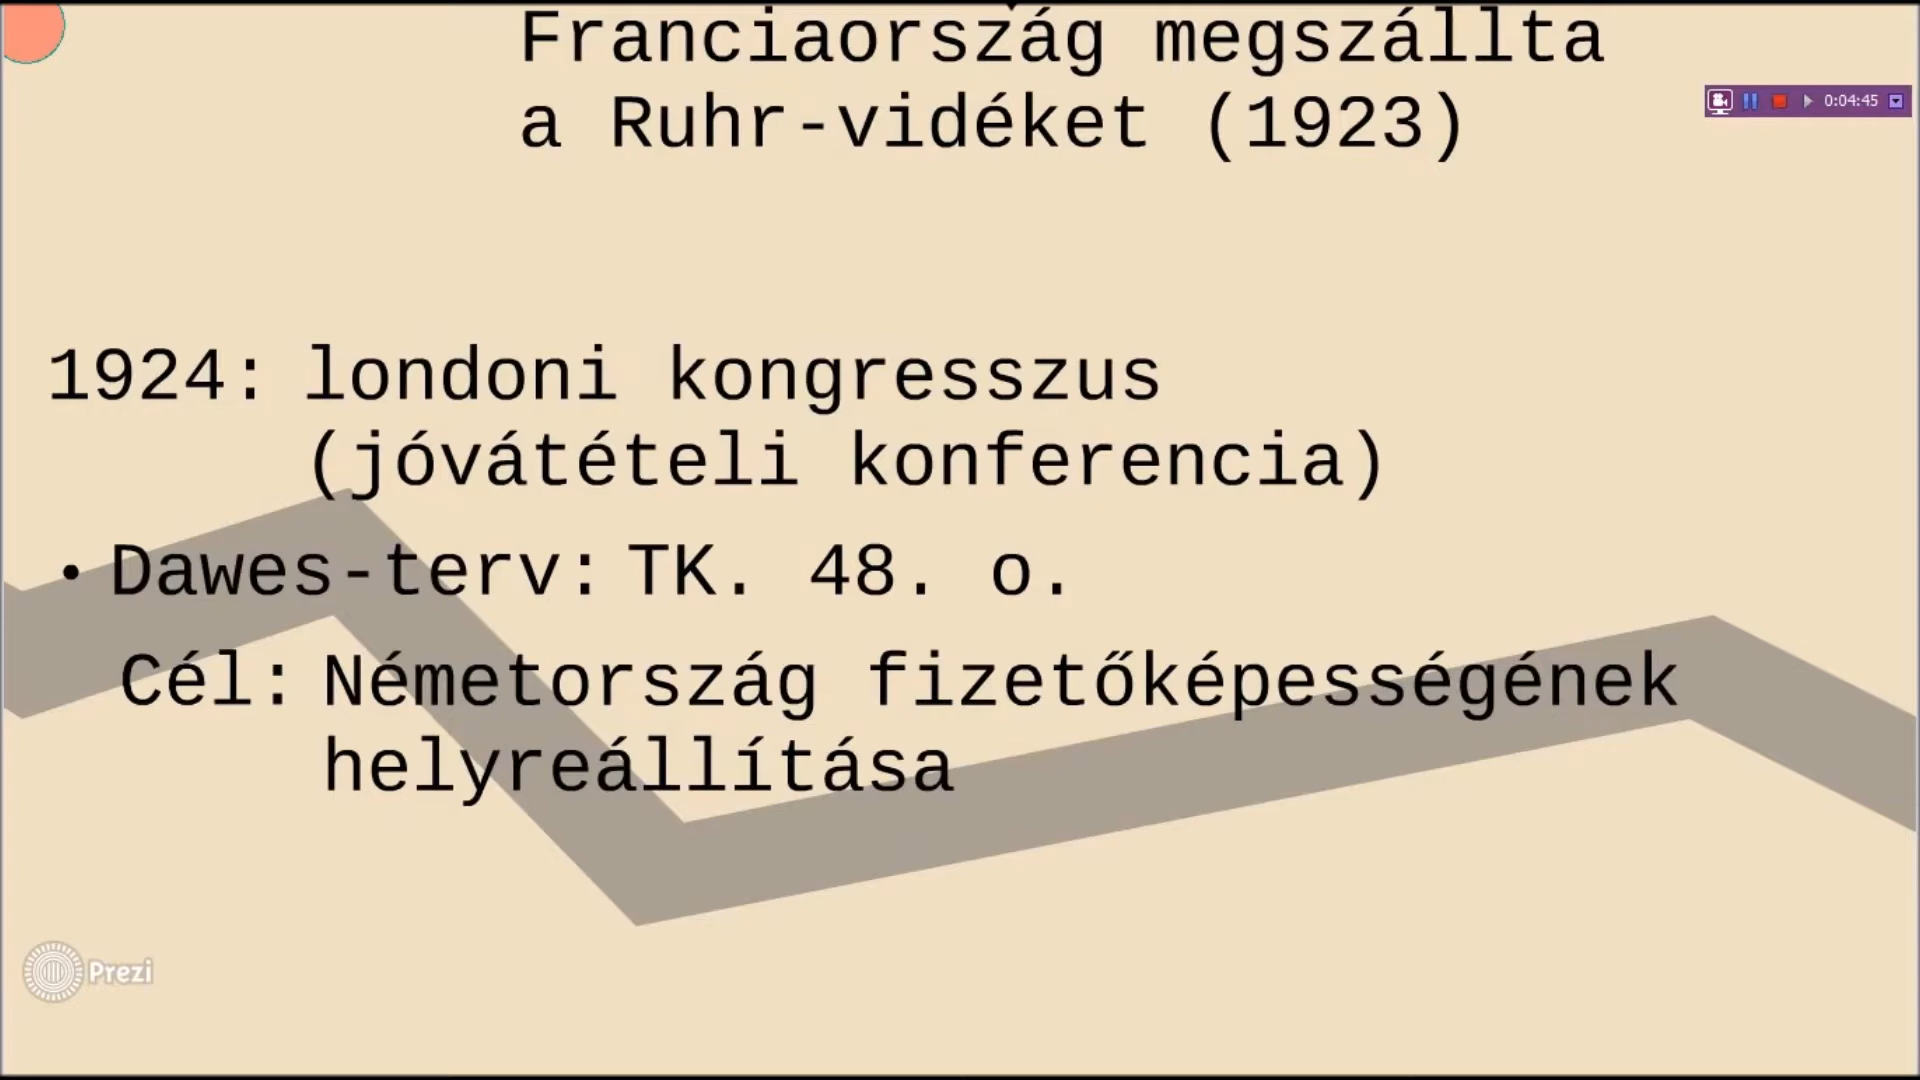 Franciaország megszállta
a Ruhr-vidéket (1923)
0:04:45
1924: londoni kongresszus
(jóvátételi konferencia)
• Dawes-terv: TK. 48. o.
Cél: Németország fizetőképességének
helyreállítása
Prezi